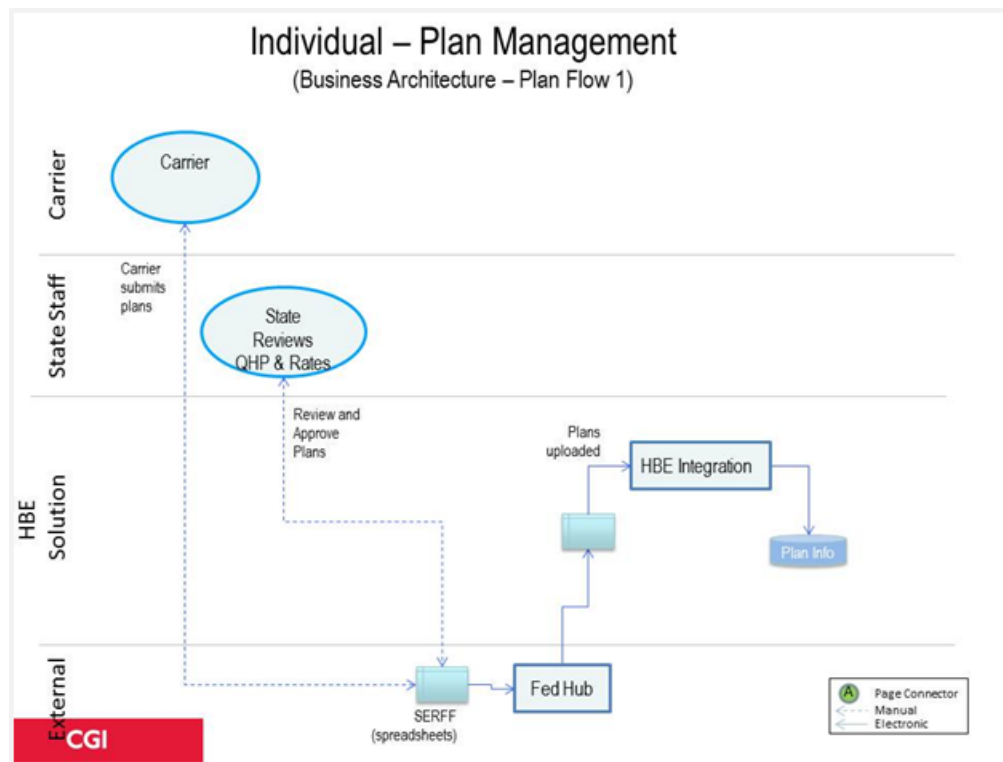 Individual – Plan Management
(Business Architecture – Plan Flow 1)
Carrier
Carrier
Carrier
submits
plans
State Staff
State
Reviews
QHP & Rates
HBE
Solution
Review and
Approve
Plans
Plans
uploaded
HBE Integration
Plan Info
External
SERFF
(spreadsheets)
Fed Hub
A Page Connector
Manual
Electronic
CGI